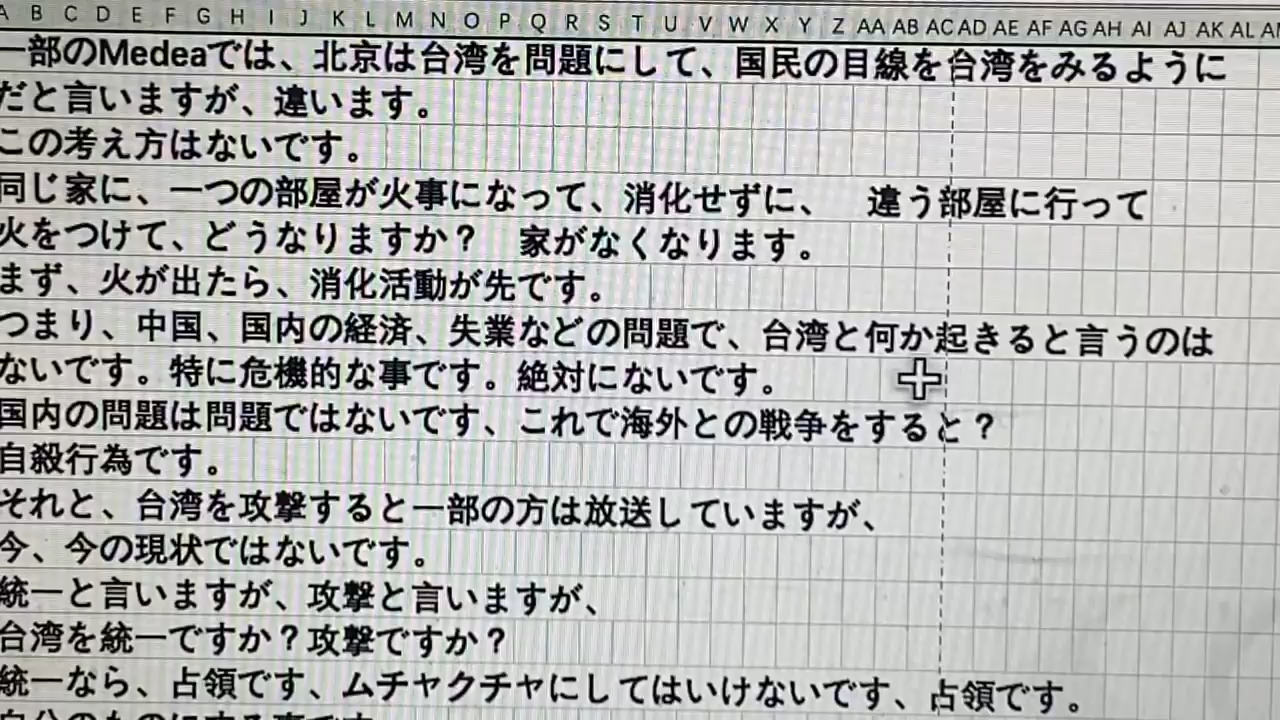 A B C D E F G H I J K L M N O P Q R S T U V W X Y Z AA AB AC AD AE AF AG AH AI AJ AK AL
一部のMedeaでは、北京は台湾を問題にして、国民の目線を台湾をみるように
だと言いますが、違います。
この考え方はないです。
同じ家に、一つの部屋が火事になって、消化せずに、　違う部屋に行って
火をつけて、どうなりますか？　家がなくなります。
まず、火が出たら、消化活動が先です。
つまり、中国、国内の経済、失業などの問題で、台湾と何か起きると言うのは
ないです。特に危機的な事です。絶対にないです。
国内の問題は問題ではないです、これで海外との戦争をすると？
自殺行為です。
それと、台湾を攻撃すると一部の方は放送していますが、
今、今の現状ではないです。
統一と言いますが、攻撃と言いますが、
台湾を統一ですか？攻撃ですか？
統一なら、占領です、ムチャクチャにしてはいけないです、占領です。